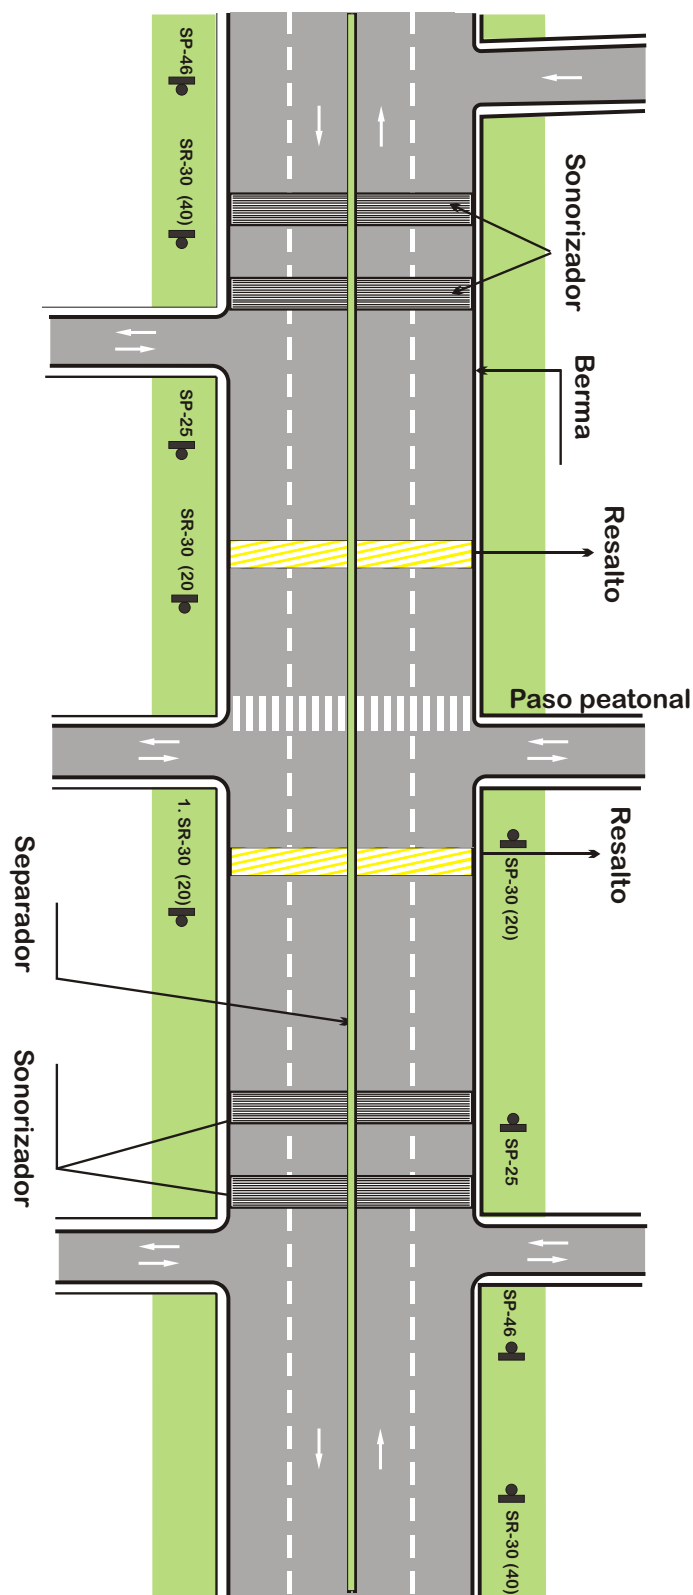 SP-46
SR-30 (40)
Sonorizador
Berma
SP-25
SR-30 (20
Resalto
Paso peatonal
1. SR-30 (20)
Resalto
SP-30 (20)
Separador
Sonorizador
SP-25
SP-46
SR-30 (40)